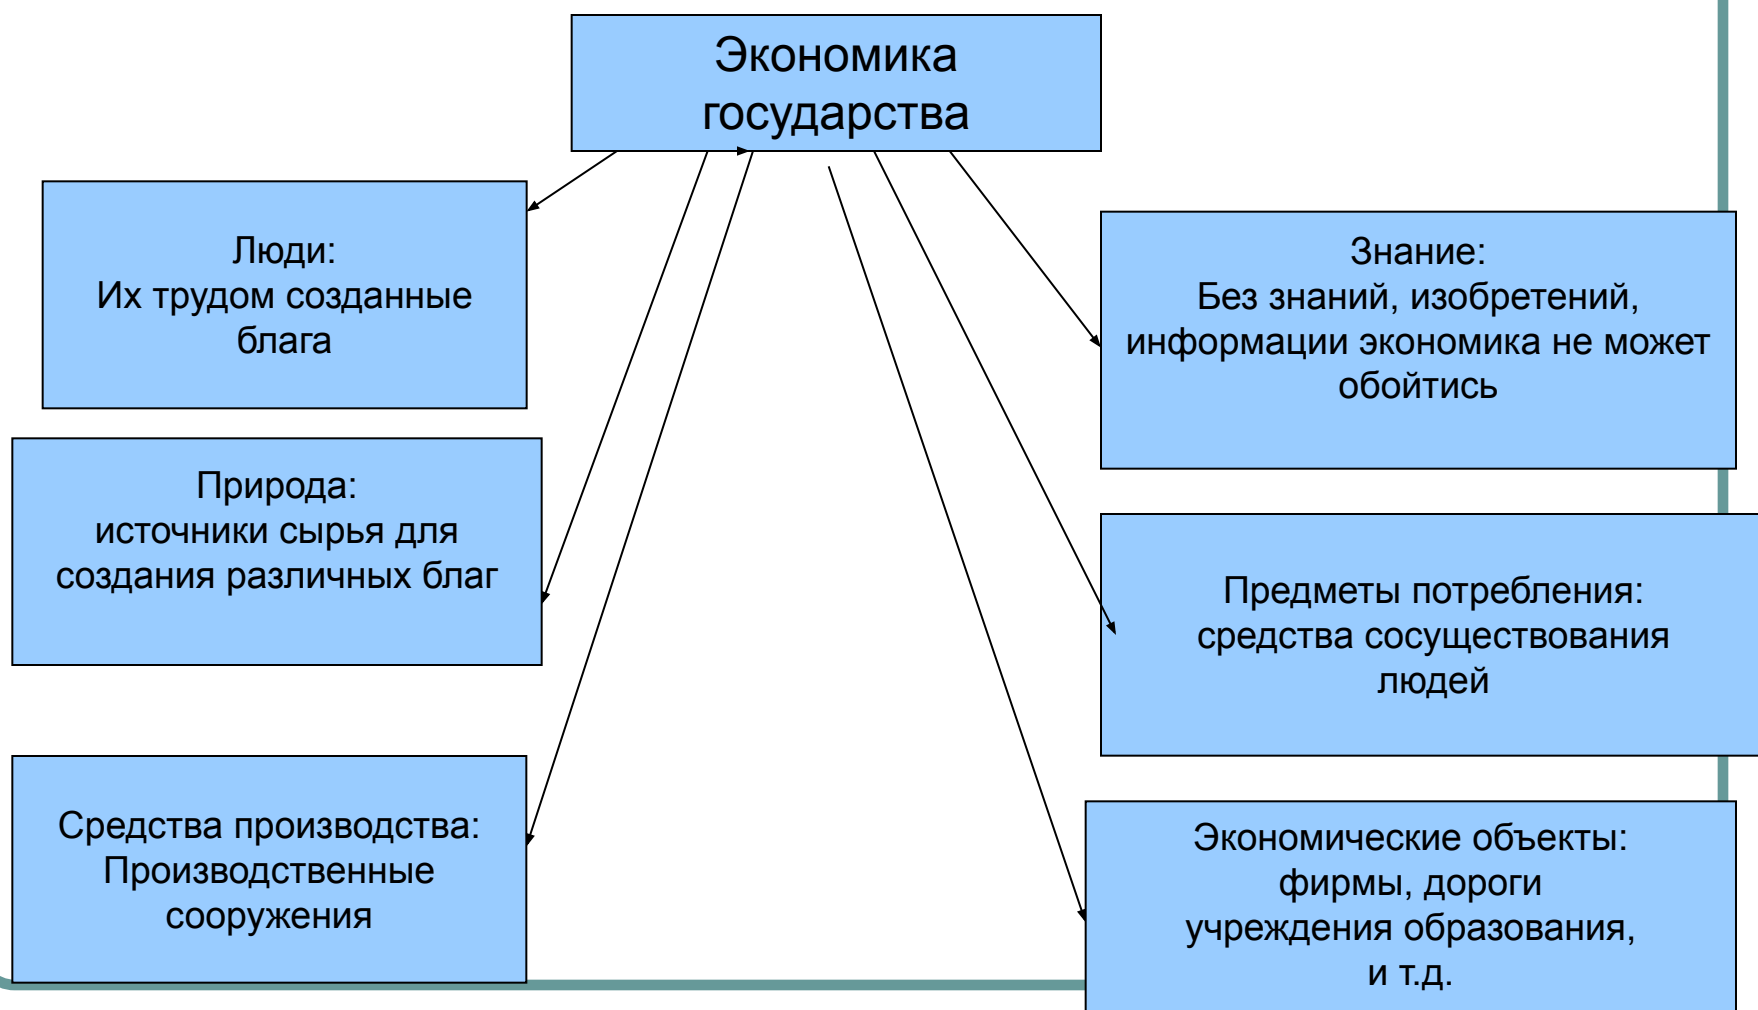 Экономика
государства
Люди:
Их трудом созданные
блага
Природа:
источники сырья для
создания различных благ
Средства производства:
Производственные
сооружения
Знание:
Без знаний, изобретений,
информации экономика не может
обойтись
Предметы потребления:
средства сосуществования
людей
Экономические объекты:
фирмы, дороги
учреждения образования,
и т.д.